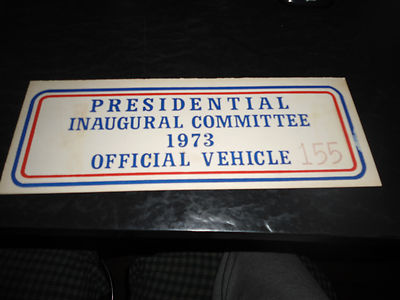 PRESIDENTIAL
INAUGURAL COMMITTEE
1973
OFFICIAL VEHICLE 155